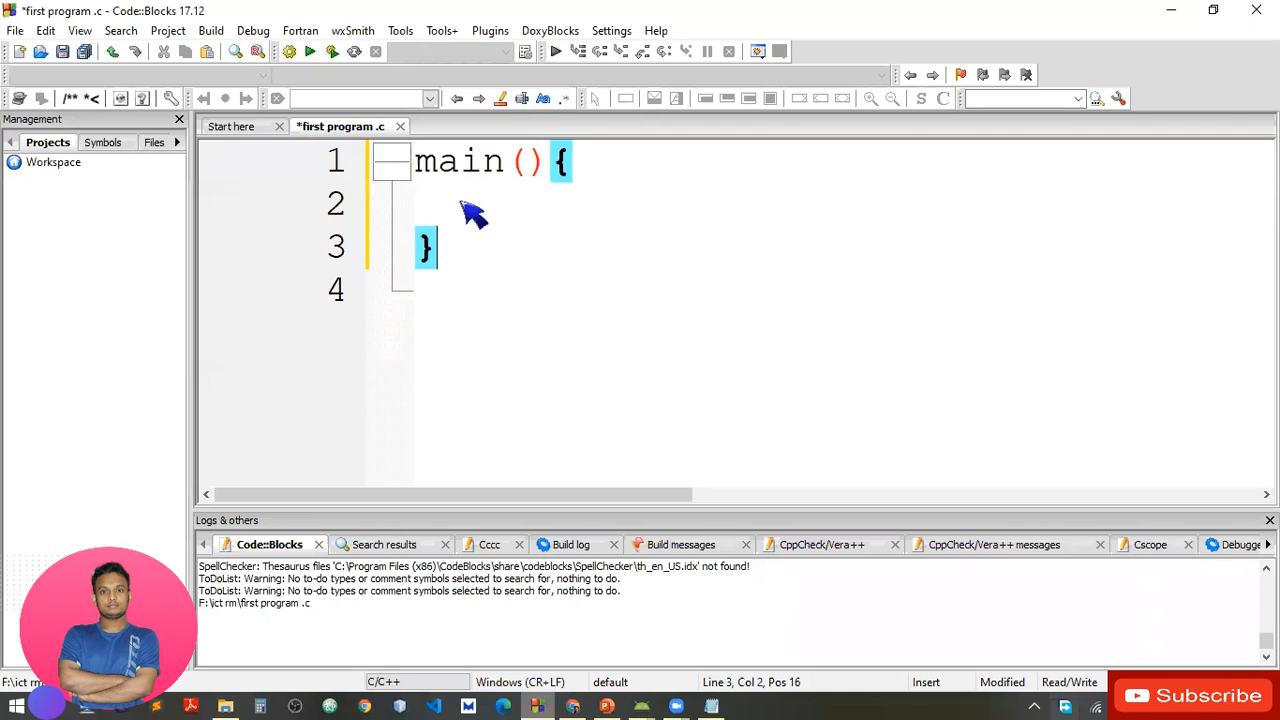 *first program .c - Code::Blocks 17.12
File Edit View Search Project Build Debug Fortran wxSmith Tools Tools+ Plugins DoxyBlocks Settings Help
/** *<
S C
Management
Projects Symbols Files
Workspace
Start here *first program .c
1 main(){
2
3 }
4
Logs & others
Code::Blocks Search results Cccc Build log Build messages CppCheck/Vera++ CppCheck/Vera++ messages Cscope Debugge
SpellChecker: Thesaurus files 'C:\Program Files (x86)\CodeBlocks\share\codeblocks\SpellChecker\th_en_US.idx' not found!
ToDoList: Warning: No to-do types or comment symbols selected to search for, nothing to do.
ToDoList: Warning: No to-do types or comment symbols selected to search for, nothing to do.
F:\ict rm\first program .c
F:\ict rm C/C++ Windows (CR+LF) default Line 3, Col 2, Pos 16 Insert Modified Read/Write
Subscribe